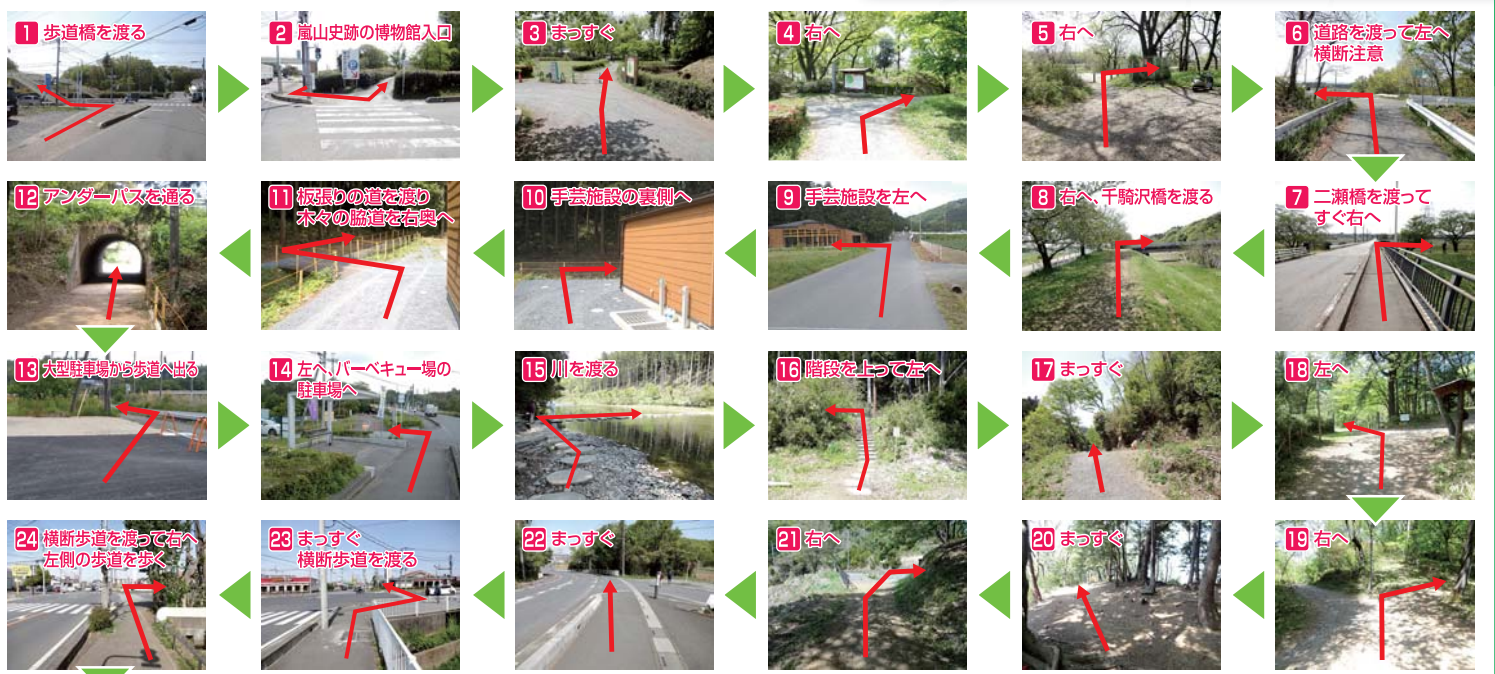 1 歩道橋を渡る
2 嵐山史跡の博物館入口
3 まっすぐ
4 右へ
5 右へ
6 道路を渡って左へ
横断注意
7 二瀬橋を渡って
すぐ右へ
8 右へ、千騎沢橋を渡る
9 手芸施設を左へ
10 手芸施設の裏側へ
11 板張りの道を渡り
木々の脇道を右奥へ
12 アンダーパスを通る
13 大型駐車場から歩道へ出る
14 左へ、バーベキュー場の
駐車場へ
15 川を渡る
16 階段を上って左へ
17 まっすぐ
18 左へ
19 右へ
20 まっすぐ
21 右へ
22 まっすぐ
23 まっすぐ
横断歩道を渡る
24 横断歩道を渡って右へ
左側の歩道を歩く